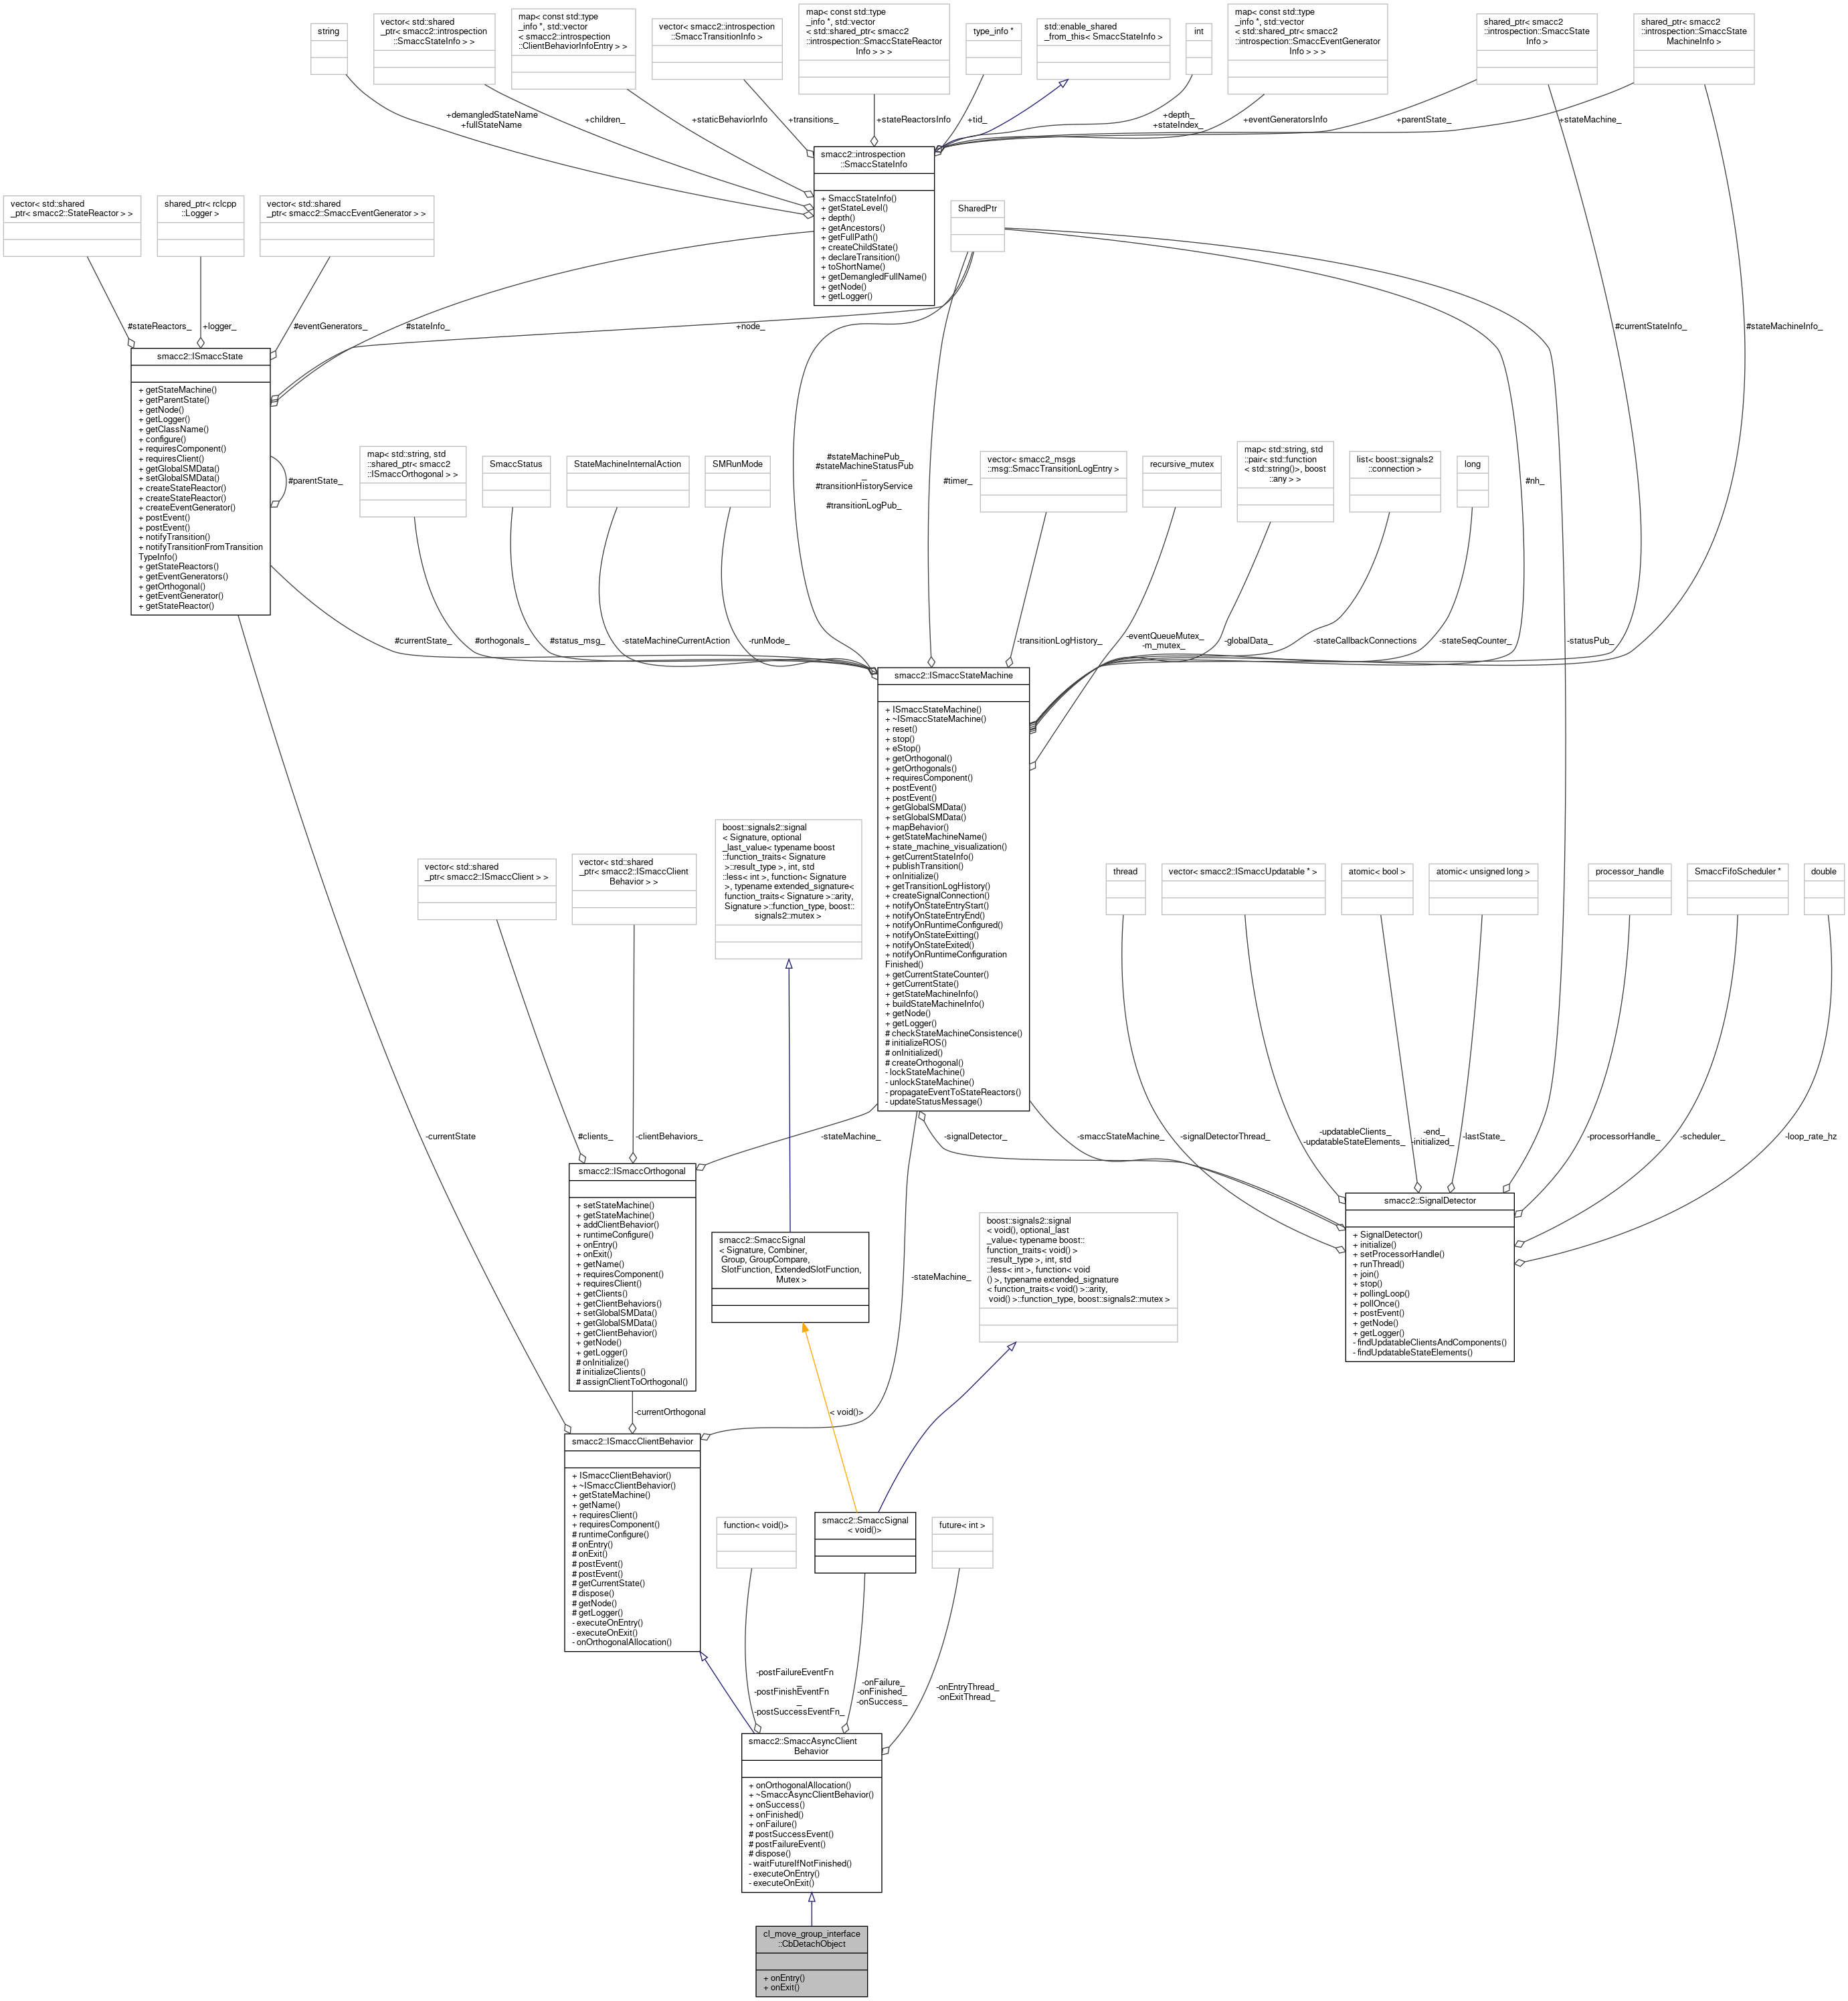 string
vector< std::shared
_ptr< smacc2::introspection
::SmaccStateInfo > >
map< const std::type
_info *, std::vector
< smacc2::introspection
::ClientBehaviorInfoEntry > >
vector< smacc2::introspection
::SmaccTransitionInfo >
map< const std::type
_info *, std::vector
< std::shared_ptr< smacc2
::introspection::SmaccStateReactor
Info > > >
type_info *
std::enable_shared
_from_this< SmaccStateInfo >
int
map< const std::type
_info *, std::vector
< std::shared_ptr< smacc2
::introspection::SmaccEventGenerator
Info > > >
shared_ptr< smacc2
::introspection::SmaccState
Info >
shared_ptr< smacc2
::introspection::SmaccState
MachineInfo >
+demangledStateName
+fullStateName
+children_
+staticBehaviorInfo
+transitions_
+stateReactorsInfo
+tid_
+depth_
+stateIndex_
+eventGeneratorsInfo
+parentState_
+stateMachine_
smacc2::introspection
::SmaccStateInfo
+ SmaccStateInfo()
+ getStateLevel()
+ depth()
+ getAncestors()
+ getFullPath()
+ createChildState()
+ declareTransition()
+ toShortName()
+ getDemangledFullName()
+ getNode()
+ getLogger()
vector< std::shared
_ptr< smacc2::StateReactor > >
shared_ptr< rclcpp
::Logger >
vector< std::shared
_ptr< smacc2::SmaccEventGenerator > >
SharedPtr
#stateReactors_
+logger_
#eventGenerators_
#stateInfo_
+node_
#currentStateInfo_
#stateMachineInfo_
smacc2::ISmaccState
+ getStateMachine()
+ getParentState()
+ getNode()
+ getLogger()
+ getClassName()
+ configure()
+ requiresComponent()
+ requiresClient()
+ getGlobalSMData()
+ setGlobalSMData()
+ createStateReactor()
+ createStateReactor()
+ createEventGenerator()
+ postEvent()
+ postEvent()
+ notifyTransition()
+ notifyTransitionFromTransition
TypeInfo()
+ getStateReactors()
+ getEventGenerators()
+ getOrthogonal()
+ getEventGenerator()
+ getStateReactor()
#parentState_
map< std::string, std
::shared_ptr< smacc2
::ISmaccOrthogonal > >
SmaccStatus
StateMachineInternalAction
SMRunMode
#stateMachinePub_
#stateMachineStatusPub
_
#transitionHistoryService
_
#transitionLogPub_
#timer_
vector< smacc2_msgs
::msg::SmaccTransitionLogEntry >
recursive_mutex
map< std::string, std
::pair< std::function
< std::string()>, boost
::any > >
list< boost::signals2
::connection >
long
#nh_
#currentState_
#orthogonals_
#status_msg_
-stateMachineCurrentAction
-runMode_
-transitionLogHistory_
-eventQueueMutex_
-m_mutex_
-globalData_
-stateCallbackConnections
-stateSeqCounter_
-statusPub_
smacc2::ISmaccStateMachine
+ ISmaccStateMachine()
+ ~ISmaccStateMachine()
+ reset()
+ stop()
+ eStop()
+ getOrthogonal()
+ getOrthogonals()
+ requiresComponent()
+ postEvent()
+ postEvent()
+ getGlobalSMData()
+ setGlobalSMData()
+ mapBehavior()
+ getStateMachineName()
+ state_machine_visualization()
+ getCurrentStateInfo()
+ publishTransition()
+ onInitialize()
+ getTransitionLogHistory()
+ createSignalConnection()
+ notifyOnStateEntryStart()
+ notifyOnStateEntryEnd()
+ notifyOnRuntimeConfigured()
+ notifyOnStateExitting()
+ notifyOnStateExited()
+ notifyOnRuntimeConfiguration
Finished()
+ getCurrentStateCounter()
+ getCurrentState()
+ getStateMachineInfo()
+ buildStateMachineInfo()
+ getNode()
+ getLogger()
# checkStateMachineConsistence()
# initializeROS()
# onInitialized()
# createOrthogonal()
- lockStateMachine()
- unlockStateMachine()
- propagateEventToStateReactors()
- updateStatusMessage()
boost::signals2::signal
< Signature, optional
_last_value< typename boost
::function_traits< Signature
>::result_type >, int, std
::less< int >, function< Signature
>, typename extended_signature<
function_traits< Signature >::arity,
Signature >::function_type, boost::
signals2::mutex >
vector< std::shared
_ptr< smacc2::ISmaccClient > >
vector< std::shared
_ptr< smacc2::ISmaccClient
Behavior > >
thread
vector< smacc2::ISmaccUpdatable * >
atomic< bool >
atomic< unsigned long >
processor_handle
SmaccFifoScheduler *
double
-currentState
#clients_
-clientBehaviors_
-stateMachine_
-signalDetector_
-smaccStateMachine_
-signalDetectorThread_
-updatableClients_
-updatableStateElements_
-end_
-initialized_
-lastState_
-processorHandle_
-scheduler_
-loop_rate_hz
smacc2::ISmaccOrthogonal
+ setStateMachine()
+ getStateMachine()
+ addClientBehavior()
+ runtimeConfigure()
+ onEntry()
+ onExit()
+ getName()
+ requiresComponent()
+ requiresClient()
+ getClients()
+ getClientBehaviors()
+ setGlobalSMData()
+ getGlobalSMData()
+ getClientBehavior()
+ getNode()
+ getLogger()
# onInitialize()
# initializeClients()
# assignClientToOrthogonal()
smacc2::SmaccSignal
< Signature, Combiner,
Group, GroupCompare,
SlotFunction, ExtendedSlotFunction,
Mutex >
-stateMachine_
boost::signals2::signal
< void(), optional_last
_value< typename boost::
function_traits< void() >
::result_type >, int, std
::less< int >, function< void
() >, typename extended_signature
< function_traits< void() >::arity,
void() >::function_type, boost::signals2::mutex >
smacc2::SignalDetector
+ SignalDetector()
+ initialize()
+ setProcessorHandle()
+ runThread()
+ join()
+ stop()
+ pollingLoop()
+ pollOnce()
+ postEvent()
+ getNode()
+ getLogger()
- findUpdatableClientsAndComponents()
- findUpdatableStateElements()
-currentOrthogonal
< void()>
smacc2::ISmaccClientBehavior
+ ISmaccClientBehavior()
+ ~ISmaccClientBehavior()
+ getStateMachine()
+ getName()
+ requiresClient()
+ requiresComponent()
# runtimeConfigure()
# onEntry()
# onExit()
# postEvent()
# postEvent()
# getCurrentState()
# dispose()
# getNode()
# getLogger()
- executeOnEntry()
- executeOnExit()
- onOrthogonalAllocation()
function< void()>
smacc2::SmaccSignal
< void()>
future< int >
-postFailureEventFn
_
-postFinishEventFn
_
-postSuccessEventFn_
-onFailure_
-onFinished_
-onSuccess_
-onEntryThread_
-onExitThread_
smacc2::SmaccAsyncClient
Behavior
+ onOrthogonalAllocation()
+ ~SmaccAsyncClientBehavior()
+ onSuccess()
+ onFinished()
+ onFailure()
# postSuccessEvent()
# postFailureEvent()
# dispose()
- waitFutureIfNotFinished()
- executeOnEntry()
- executeOnExit()
cl_move_group_interface
::CbDetachObject
+ onEntry()
+ onExit()